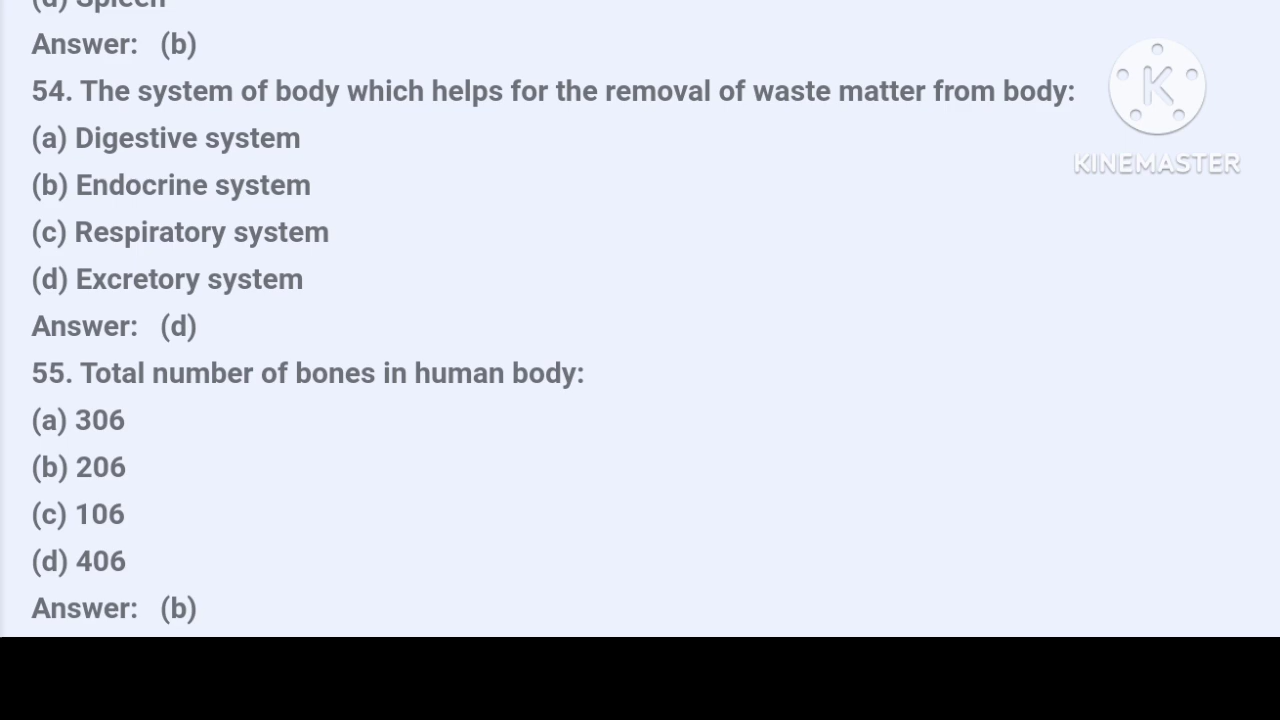 (d) Spleen
Answer: (b)
54. The system of body which helps for the removal of waste matter from body:
(a) Digestive system
(b) Endocrine system
(c) Respiratory system
(d) Excretory system
Answer: (d)
55. Total number of bones in human body:
(a) 306
(b) 206
(c) 106
(d) 406
Answer: (b)
K
KINEMASTER